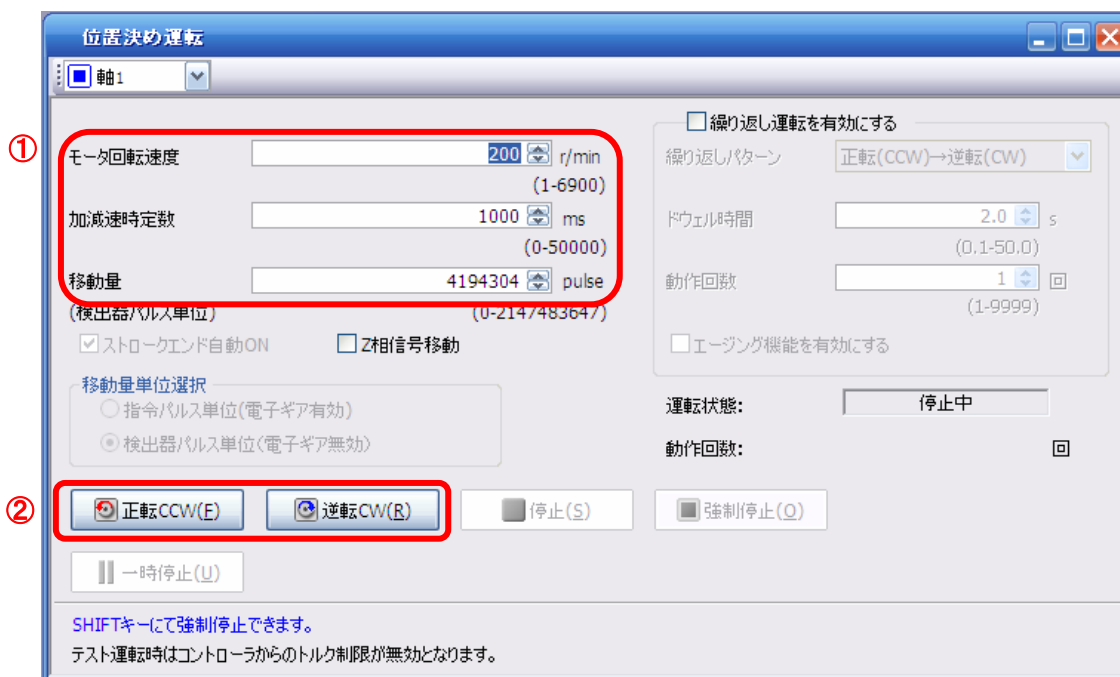 位置決め運転
軸1
①
モータ回転速度 200 r/min
(1-6900)
加減速時定数 1000 ms
(0-50000)
移動量 4194304 pulse
(検出器パルス単位) (0-2147483647)
ストロークエンド自動ON Z相信号移動
移動量単位選択
指令パルス単位(電子ギア有効)
検出器パルス単位(電子ギア無効)
繰り返し運転を有効にする
繰り返しパターン 正転(CCW)→逆転(CW)
ドウェル時間 2.0 s
(0.1-50.0)
動作回数 1 回
(1-9999)
エージング機能を有効にする
運転状態: 停止中
動作回数: 回
②
正転CCW(F) 逆転CW(R) 停止(S) 強制停止(O)
一時停止(U)
SHIFTキーにて強制停止できます。
テスト運転時はコントローラからのトルク制限が無効となります。